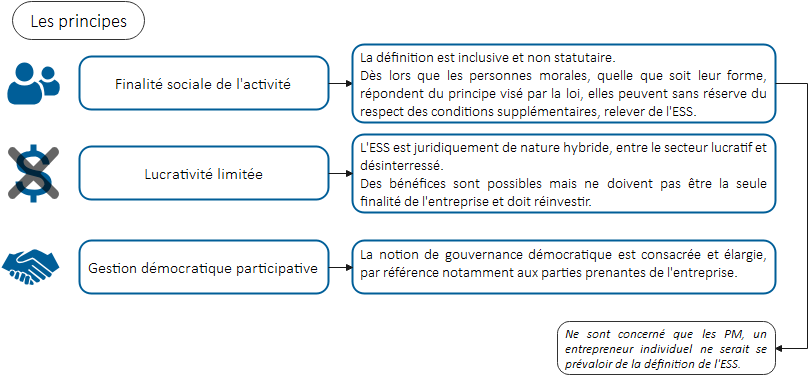 Les principes
Finalité sociale de l'activité
La définition est inclusive et non statutaire.
Dès lors que les personnes morales, quelle que soit leur forme,
répondent du principe visé par la loi, elles peuvent sans réserve du
respect des conditions supplémentaires, relever de l'ESS.
Lucrativité limitée
L'ESS est juridiquement de nature hybride, entre le secteur lucratif et
désinterressé.
Des bénéfices sont possibles mais ne doivent pas être la seule
finalité de l'entreprise et doit réinvestir.
Gestion démocratique participative
La notion de gouvernance démocratique est consacrée et élargie,
par référence notamment aux parties prenantes de l'entreprise.
Ne sont concerné que les PM, un
entrepreneur individuel ne serait se
prévaloir de la définition de l'ESS.